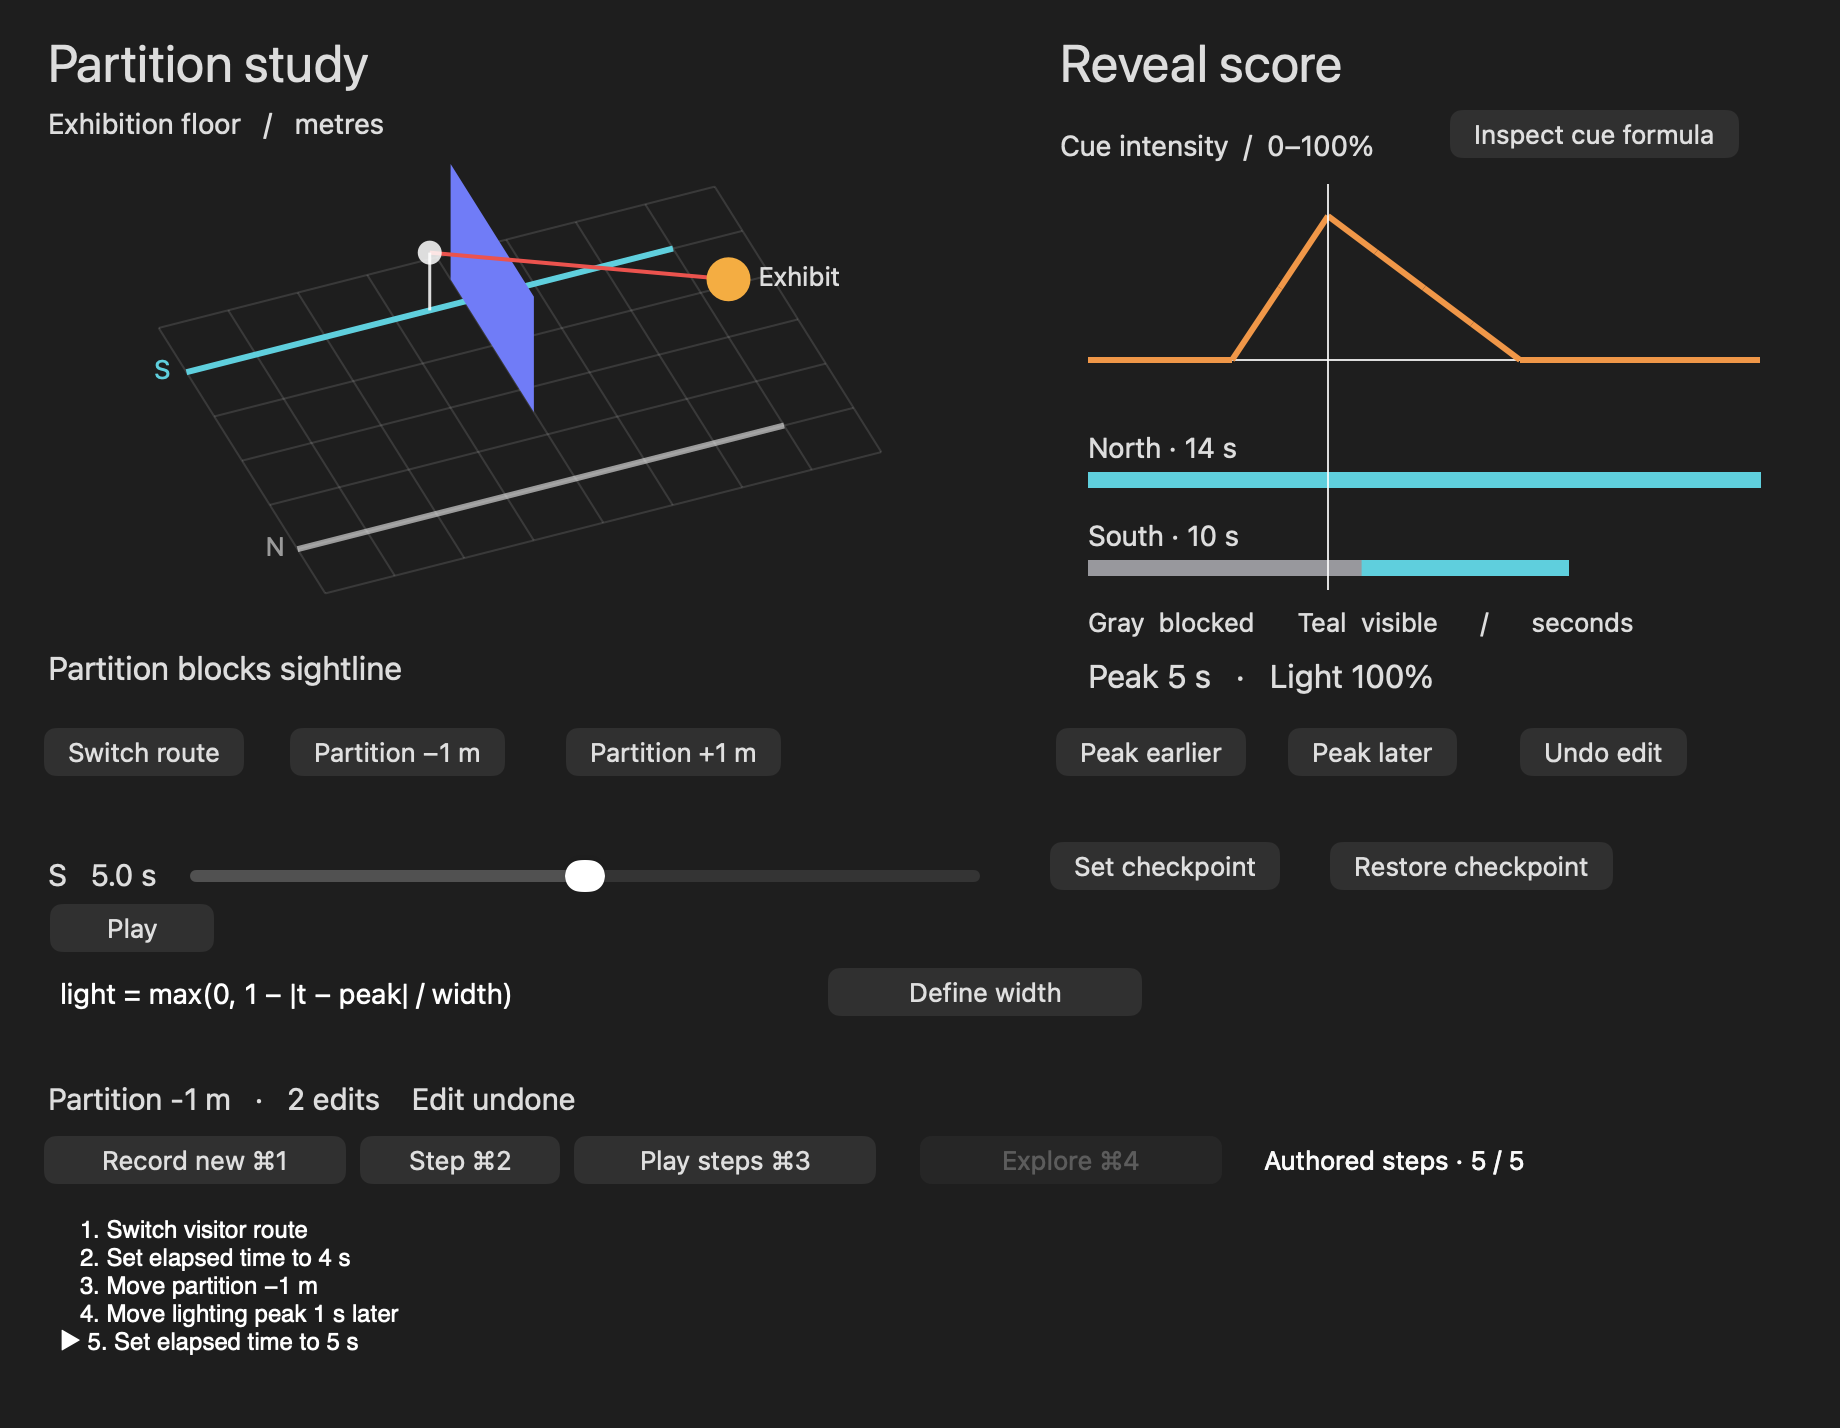 Partition study
Exhibition floor / metres
Exhibit
S
N
Partition blocks sightline
Switch route
Partition –1 m
Partition +1 m
S 5.0 s
Play
Reveal score
Cue intensity / 0–100%
Inspect cue formula
North · 14 s
South · 10 s
Gray blocked Teal visible / seconds
Peak 5 s · Light 100%
Peak earlier
Peak later
Undo edit
Set checkpoint
Restore checkpoint
light = max(0, 1 – |t – peak| / width)
Define width
Partition -1 m · 2 edits Edit undone
Record new ⌘1
Step ⌘2
Play steps ⌘3
Explore ⌘4
Authored steps · 5 / 5
1. Switch visitor route
2. Set elapsed time to 4 s
3. Move partition –1 m
4. Move lighting peak 1 s later
▶ 5. Set elapsed time to 5 s